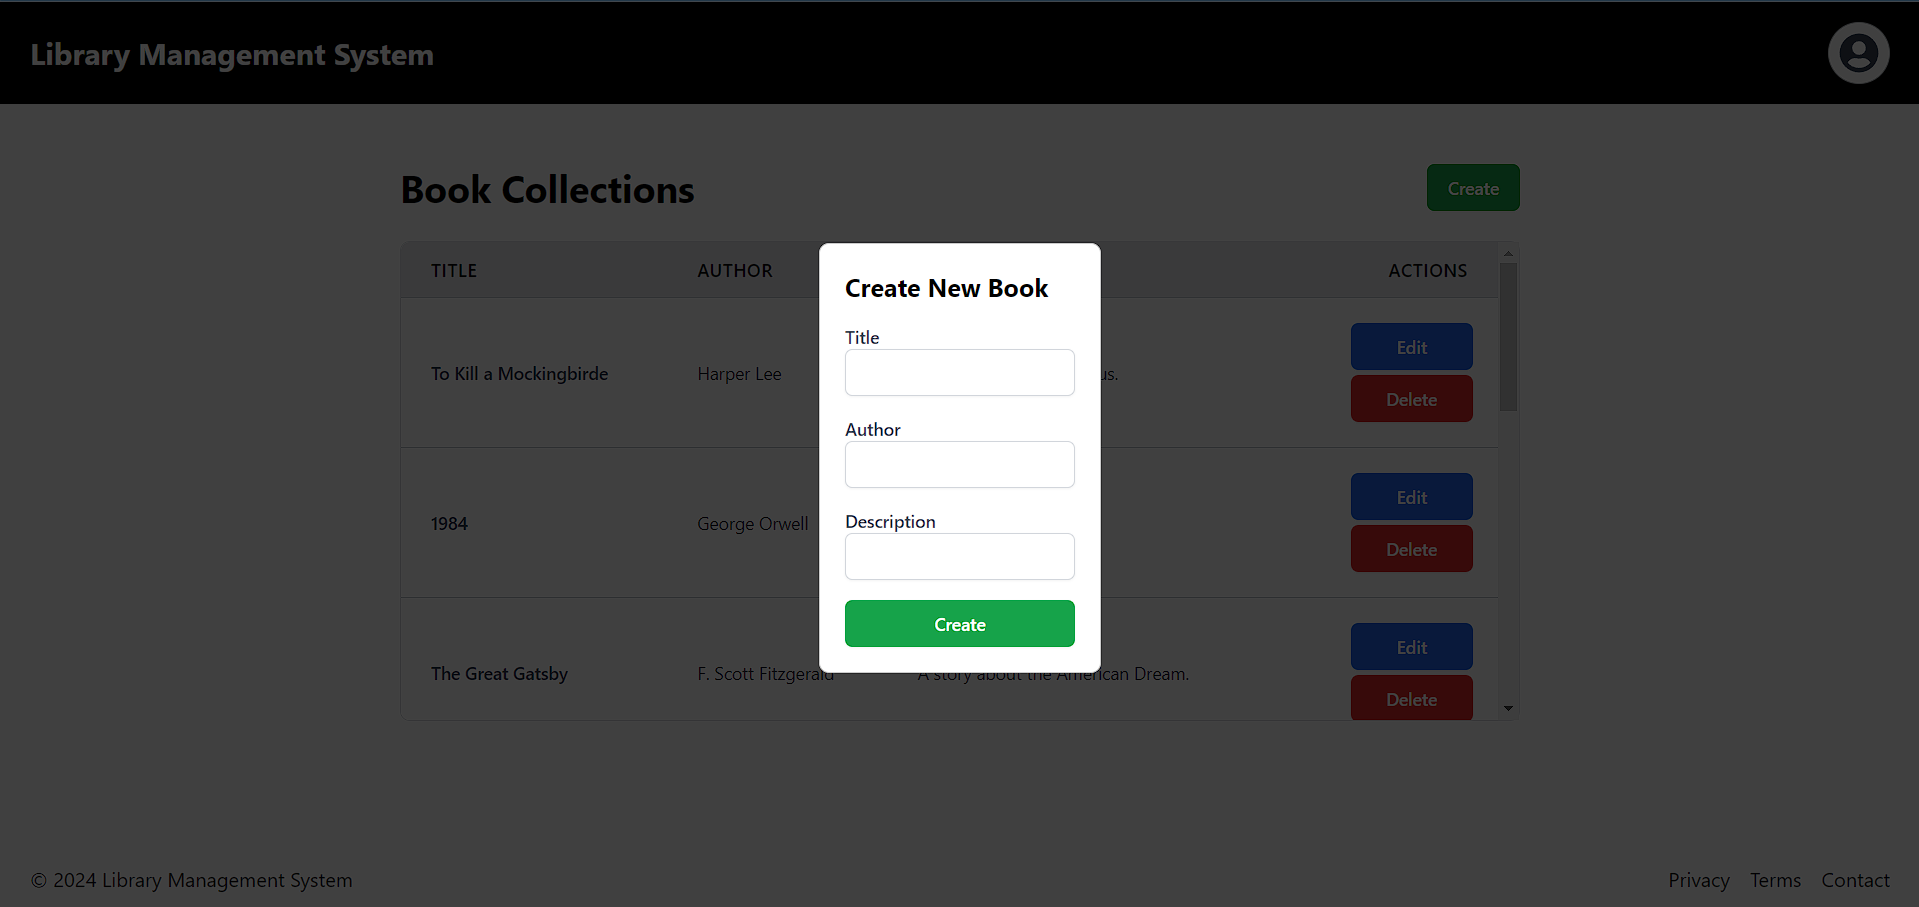 Library Management System
Book Collections
Create
TITLE
AUTHOR
ACTIONS
To Kill a Mockingbirde
Harper Lee
us.
Edit
Delete
1984
George Orwell
Edit
Delete
The Great Gatsby
F. Scott Fitzgerald
A story about the American Dream.
Edit
Delete
Create New Book
Title
Author
Description
Create
© 2024 Library Management System
Privacy
Terms
Contact